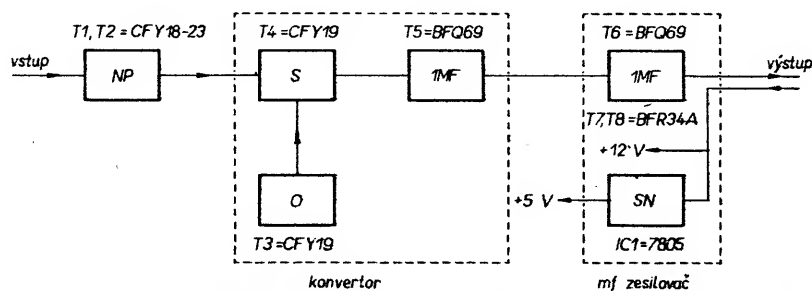 T1, T2 = CFY18-23
T4=CFY19
T5=BFQ69
T6=BFQ69
vstup
NP
S
1MF
1MF
výstup
T7,T8=BFR34A
+12 V
O
+5 V
SN
T3=CFY19
IC1=7805
konvertor
mf zesilovač